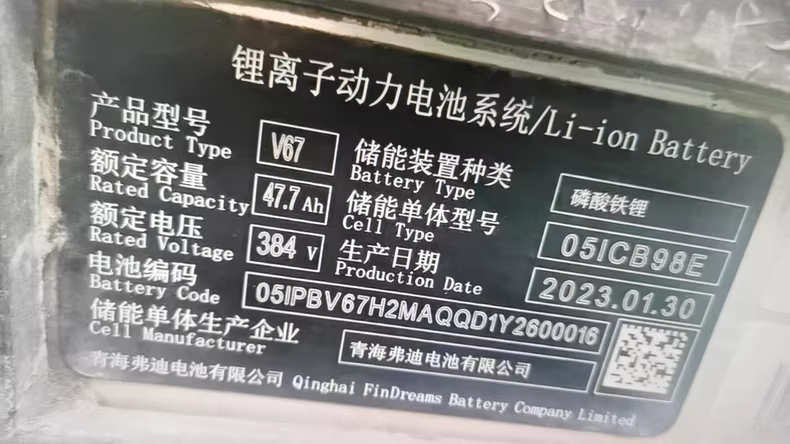 锂离子动力电池系统/Li-ion Battery
产品型号 V67 储能装置种类 磷酸铁锂
Product Type Battery Type
额定容量 47.7 Ah 储能单体型号 05ICB98E
Rated Capacity Cell Type
额定电压 384 V 生产日期 2023.01.30
Rated Voltage Production Date
电池编码 05IPBV67H2MAQQD1Y2600016
Battery Code
储能单体生产企业 青海弗迪电池有限公司
Cell Manufacturer
青海弗迪电池有限公司 Qinghai FinDreams Battery Company Limited